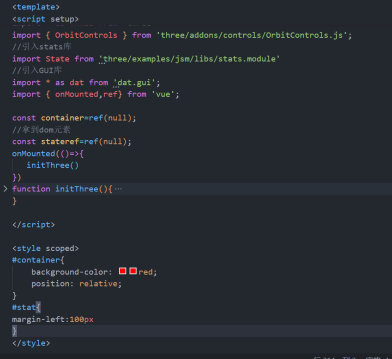 <template>
<script setup>
import { OrbitControls } from 'three/addons/controls/OrbitControls.js';
//引入stats库
import State from 'three/examples/jsm/libs/stats.module'
//引入GUI库
import * as dat from 'dat.gui';
import { onMounted,ref} from 'vue';
const container=ref(null);
//拿到dom元素
const stateref=ref(null);
onMounted(()=>{
initThree()
})
function initThree(){…
}
</script>
<style scoped>
#container{
background-color: red;
position: relative;
}
#stat{
margin-left:100px
}
</style>